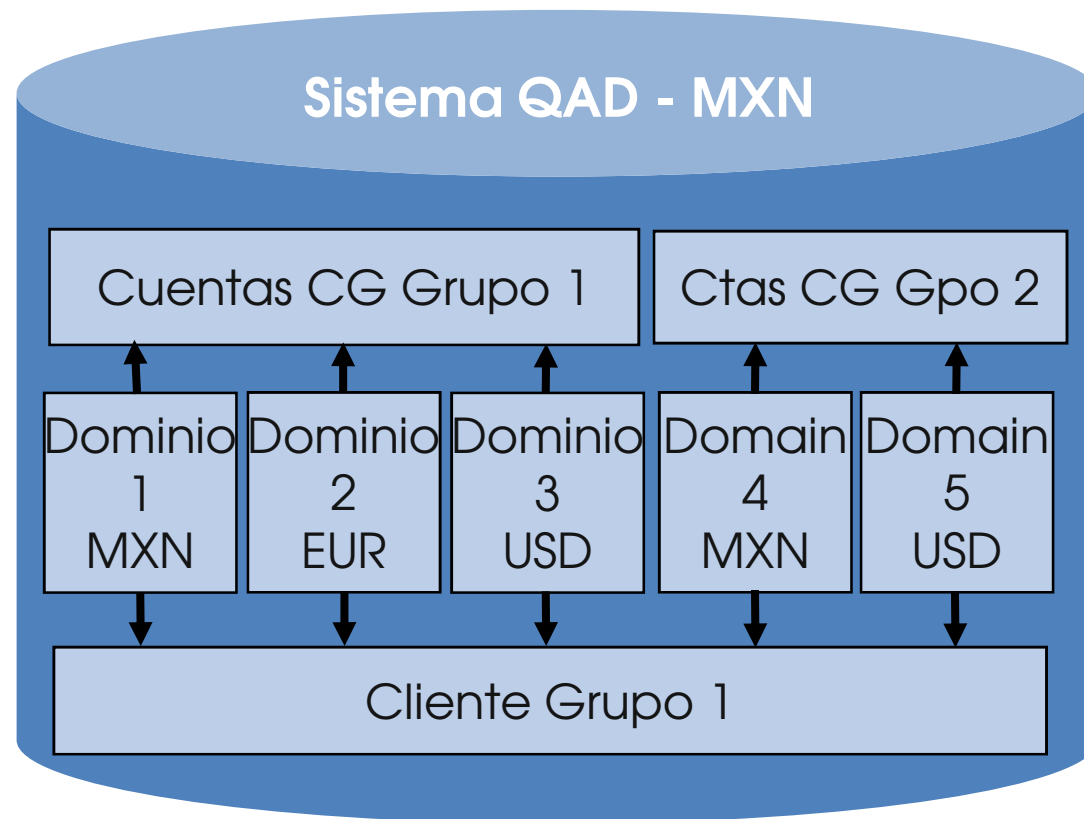 Sistema QAD - MXN
Cuentas CG Grupo 1
Ctas CG Gpo 2
Dominio
1
MXN
Dominio
2
EUR
Dominio
3
USD
Domain
4
MXN
Domain
5
USD
Cliente Grupo 1